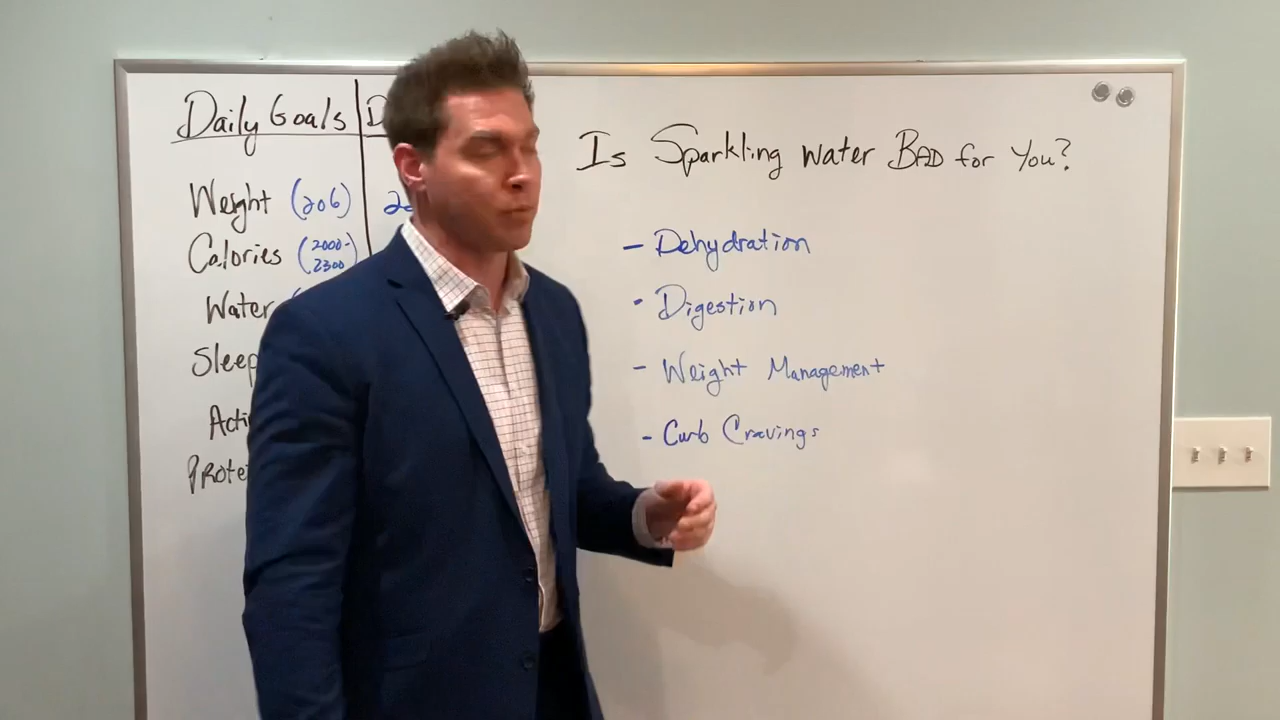 Daily Goals
Weight (206)
Calories (2000-
2300
Water
Sleep
Is Sparkling Water BAD for You?
- Dehydration
• Digestion
- Weight Management
- Curb Cravings